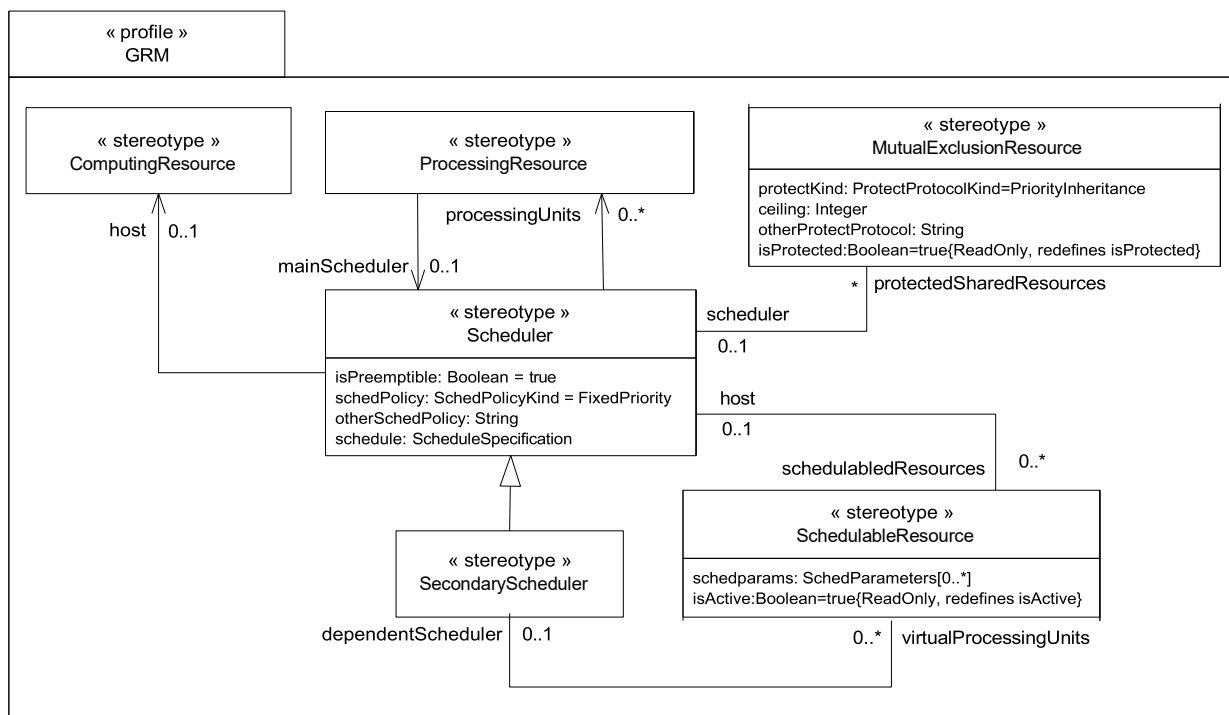 « profile »
GRM
« stereotype »
ComputingResource
« stereotype »
ProcessingResource
« stereotype »
MutualExclusionResource
protectKind: ProtectProtocolKind=PriorityInheritance
ceiling: Integer
otherProtectProtocol: String
isProtected:Boolean=true{ReadOnly, redefines isProtected}
host
0..1
processingUnits
0..*
mainScheduler
0..1
*
protectedSharedResources
« stereotype »
Scheduler
isPreemptible: Boolean = true
schedPolicy: SchedPolicyKind = FixedPriority
otherSchedPolicy: String
schedule: ScheduleSpecification
scheduler
0..1
host
0..1
schedulabledResources
0..*
« stereotype »
SecondaryScheduler
« stereotype »
SchedulableResource
schedparams: SchedParameters[0..*]
isActive:Boolean=true{ReadOnly, redefines isActive}
dependentScheduler
0..1
0..*
virtualProcessingUnits